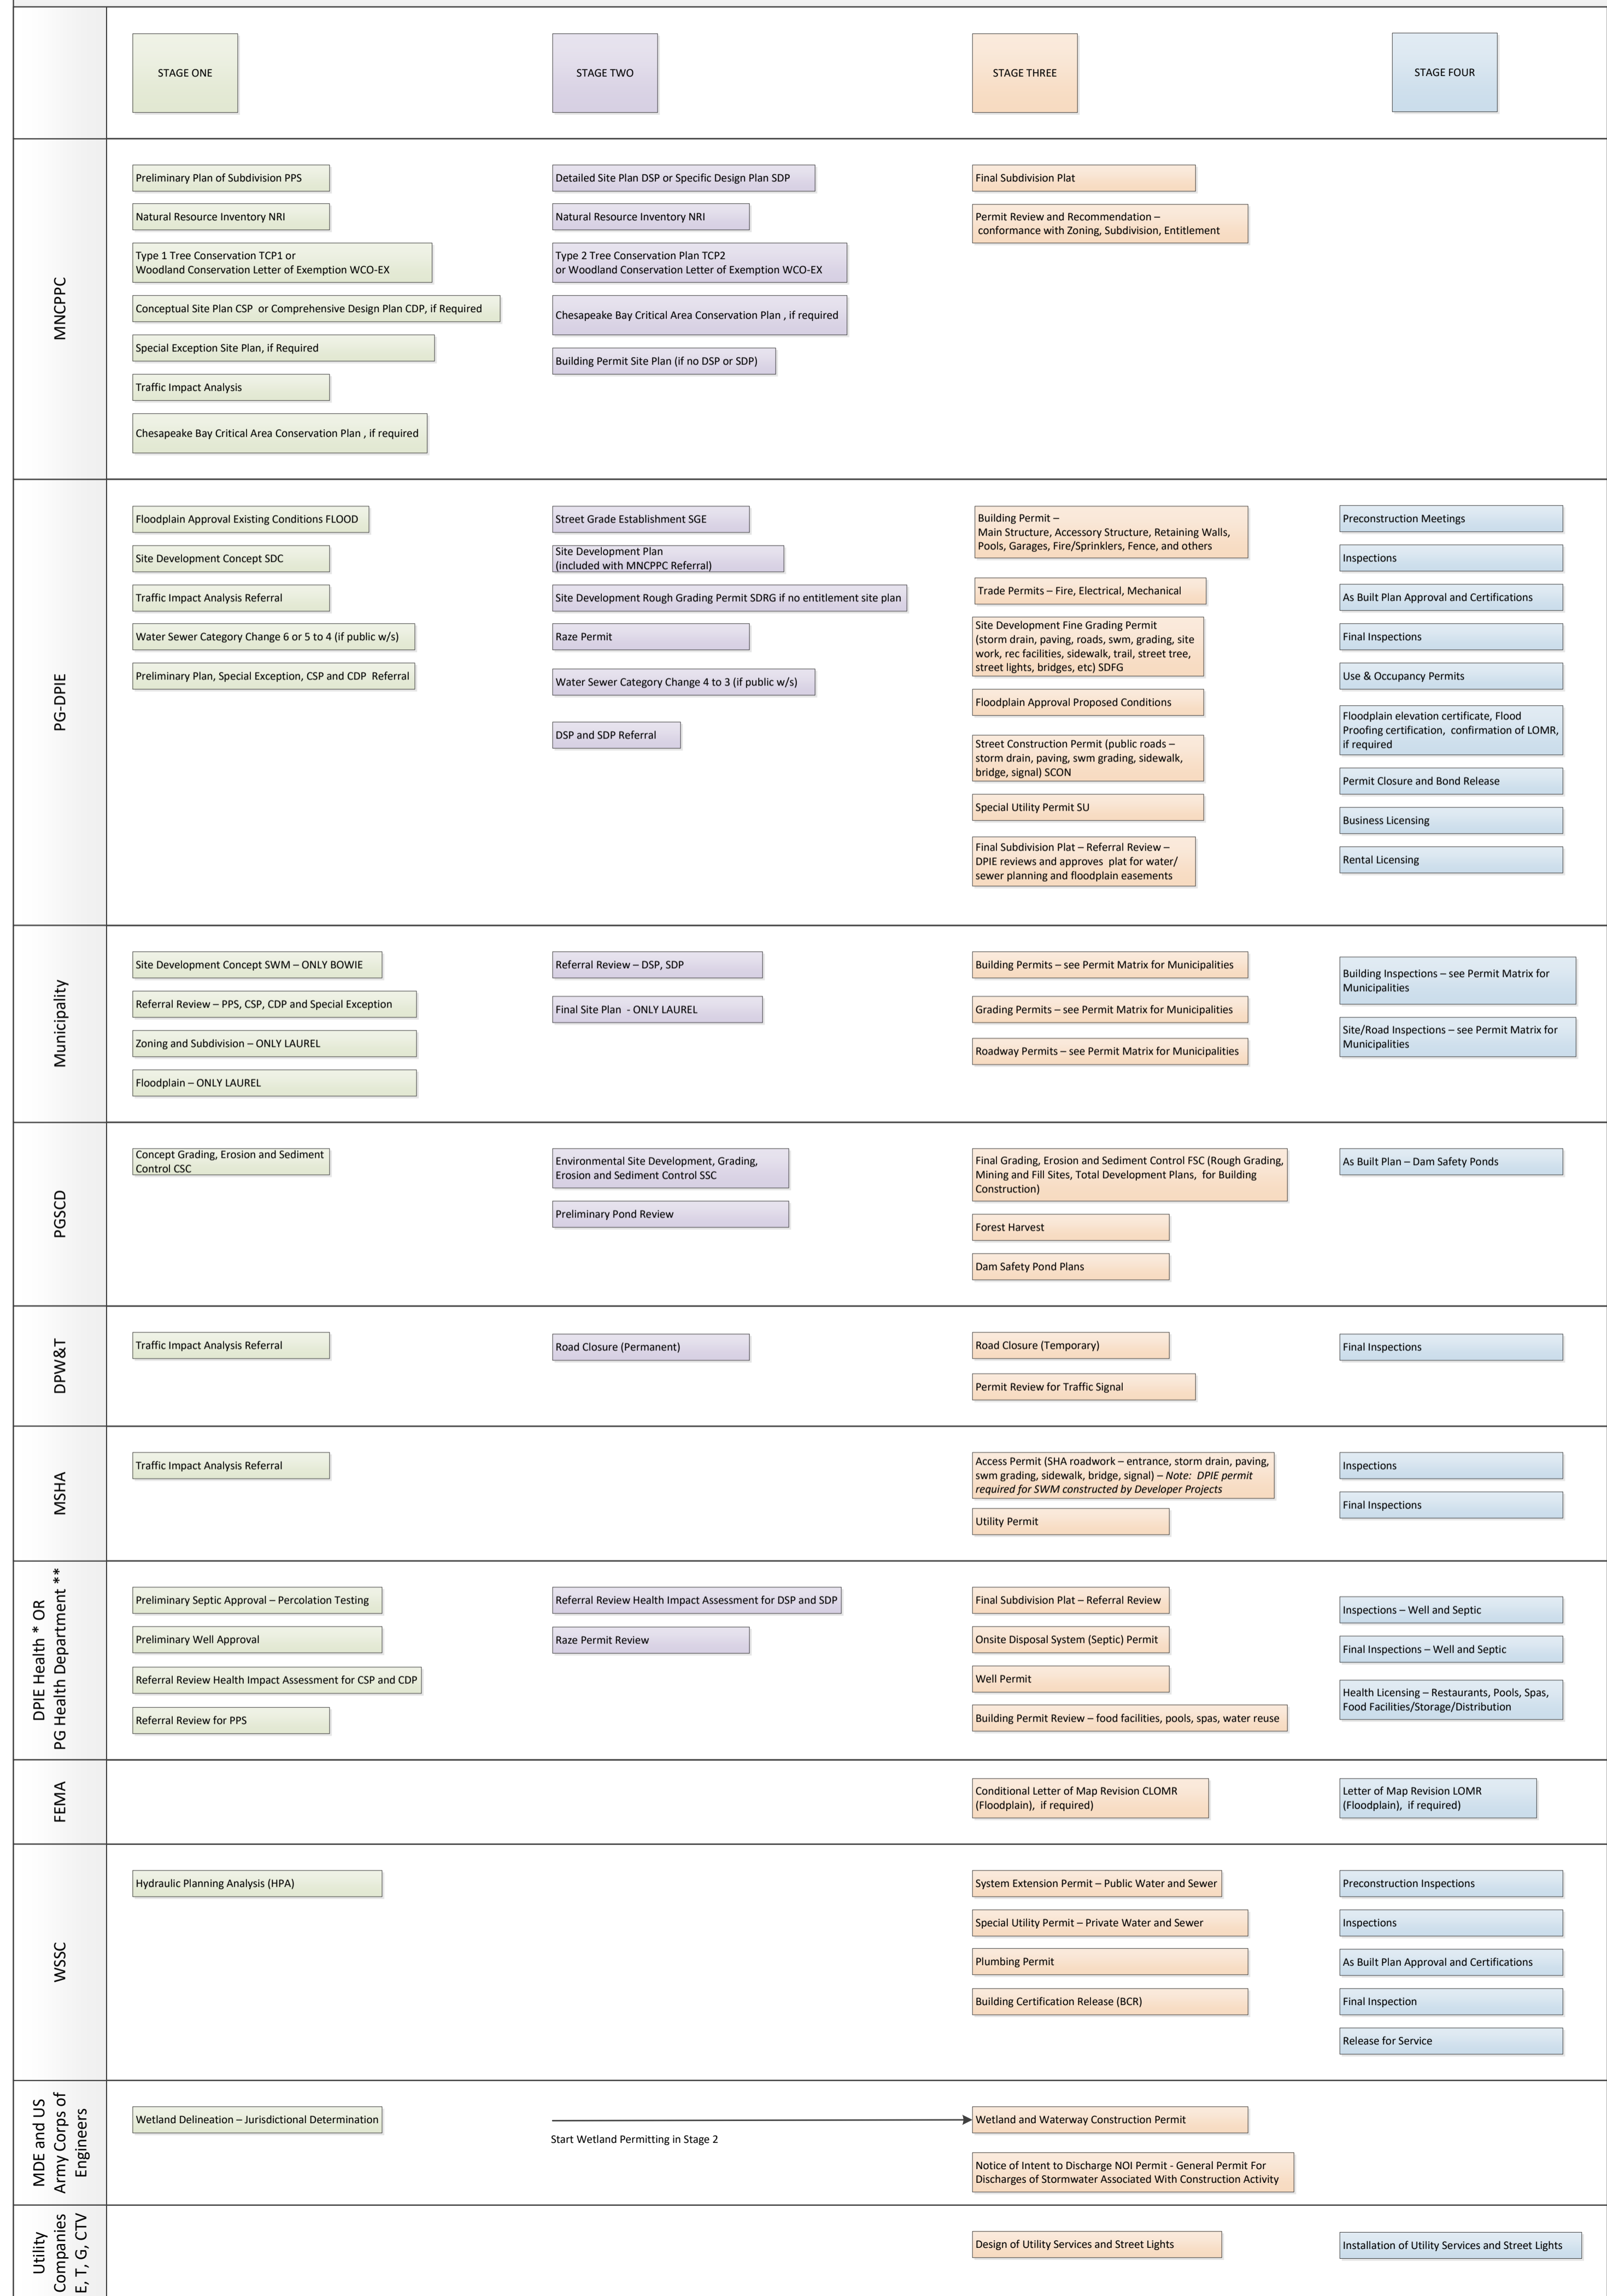 STAGE ONE
STAGE TWO
STAGE THREE
STAGE FOUR
MNCPPC
Preliminary Plan of Subdivision PPS
Natural Resource Inventory NRI
Type 1 Tree Conservation TCP1 or
Woodland Conservation Letter of Exemption WCO-EX
Conceptual Site Plan CSP  or Comprehensive Design Plan CDP, if Required
Special Exception Site Plan, if Required
Traffic Impact Analysis
Chesapeake Bay Critical Area Conservation Plan , if required
Detailed Site Plan DSP or Specific Design Plan SDP
Natural Resource Inventory NRI
Type 2 Tree Conservation Plan TCP2
or Woodland Conservation Letter of Exemption WCO-EX
Chesapeake Bay Critical Area Conservation Plan , if required
Building Permit Site Plan (if no DSP or SDP)
Final Subdivision Plat
Permit Review and Recommendation –
conformance with Zoning, Subdivision, Entitlement
PG-DPIE
Floodplain Approval Existing Conditions FLOOD
Site Development Concept SDC
Traffic Impact Analysis Referral
Water Sewer Category Change 6 or 5 to 4 (if public w/s)
Preliminary Plan, Special Exception, CSP and CDP  Referral
Street Grade Establishment SGE
Site Development Plan
(included with MNCPPC Referral)
Site Development Rough Grading Permit SDRG if no entitlement site plan
Raze Permit
Water Sewer Category Change 4 to 3 (if public w/s)
DSP and SDP Referral
Building Permit –
Main Structure, Accessory Structure, Retaining Walls,
Pools, Garages, Fire/Sprinklers, Fence, and others
Trade Permits – Fire, Electrical, Mechanical
Site Development Fine Grading Permit
(storm drain, paving, roads, swm, grading, site
work, rec facilities, sidewalk, trail, street tree,
street lights, bridges, etc) SDFG
Floodplain Approval Proposed Conditions
Street Construction Permit (public roads –
storm drain, paving, swm grading, sidewalk,
bridge, signal) SCON
Special Utility Permit SU
Final Subdivision Plat – Referral Review –
DPIE reviews and approves  plat for water/
sewer planning and floodplain easements
Preconstruction Meetings
Inspections
As Built Plan Approval and Certifications
Final Inspections
Use & Occupancy Permits
Floodplain elevation certificate, Flood
Proofing certification,  confirmation of LOMR,
if required
Permit Closure and Bond Release
Business Licensing
Rental Licensing
Municipality
Site Development Concept SWM – ONLY BOWIE
Referral Review – PPS, CSP, CDP and Special Exception
Zoning and Subdivision – ONLY LAUREL
Floodplain – ONLY LAUREL
Referral Review – DSP, SDP
Final Site Plan  - ONLY LAUREL
Building Permits – see Permit Matrix for Municipalities
Grading Permits – see Permit Matrix for Municipalities
Roadway Permits – see Permit Matrix for Municipalities
Building Inspections – see Permit Matrix for
Municipalities
Site/Road Inspections – see Permit Matrix for
Municipalities
PGSCD
Concept Grading, Erosion and Sediment
Control CSC
Environmental Site Development, Grading,
Erosion and Sediment Control SSC
Preliminary Pond Review
Final Grading, Erosion and Sediment Control FSC (Rough Grading,
Mining and Fill Sites, Total Development Plans,  for Building
Construction)
Forest Harvest
Dam Safety Pond Plans
As Built Plan – Dam Safety Ponds
DPW&T
Traffic Impact Analysis Referral
Road Closure (Permanent)
Road Closure (Temporary)
Permit Review for Traffic Signal
Final Inspections
MSHA
Traffic Impact Analysis Referral
Access Permit (SHA roadwork – entrance, storm drain, paving,
swm grading, sidewalk, bridge, signal) – Note:  DPIE permit
required for SWM constructed by Developer Projects
Utility Permit
Inspections
Final Inspections
DPIE Health * OR
PG Health Department **
Preliminary Septic Approval – Percolation Testing
Preliminary Well Approval
Referral Review Health Impact Assessment for CSP and CDP
Referral Review for PPS
Referral Review Health Impact Assessment for DSP and SDP
Raze Permit Review
Final Subdivision Plat – Referral Review
Onsite Disposal System (Septic) Permit
Well Permit
Building Permit Review – food facilities, pools, spas, water reuse
Inspections – Well and Septic
Final Inspections – Well and Septic
Health Licensing – Restaurants, Pools, Spas,
Food Facilities/Storage/Distribution
FEMA
Conditional Letter of Map Revision CLOMR
(Floodplain),  if required)
Letter of Map Revision LOMR
(Floodplain),  if required)
WSSC
Hydraulic Planning Analysis (HPA)
System Extension Permit – Public Water and Sewer
Special Utility Permit – Private Water and Sewer
Plumbing Permit
Building Certification Release (BCR)
Preconstruction Inspections
Inspections
As Built Plan Approval and Certifications
Final Inspection
Release for Service
MDE and US
Army Corps of
Engineers
Wetland Delineation – Jurisdictional Determination
Start Wetland Permitting in Stage 2
Wetland and Waterway Construction Permit
Notice of Intent to Discharge NOI Permit - General Permit For
Discharges of Stormwater Associated With Construction Activity
Utility
Companies
E, T, G, CTV
Design of Utility Services and Street Lights
Installation of Utility Services and Street Lights